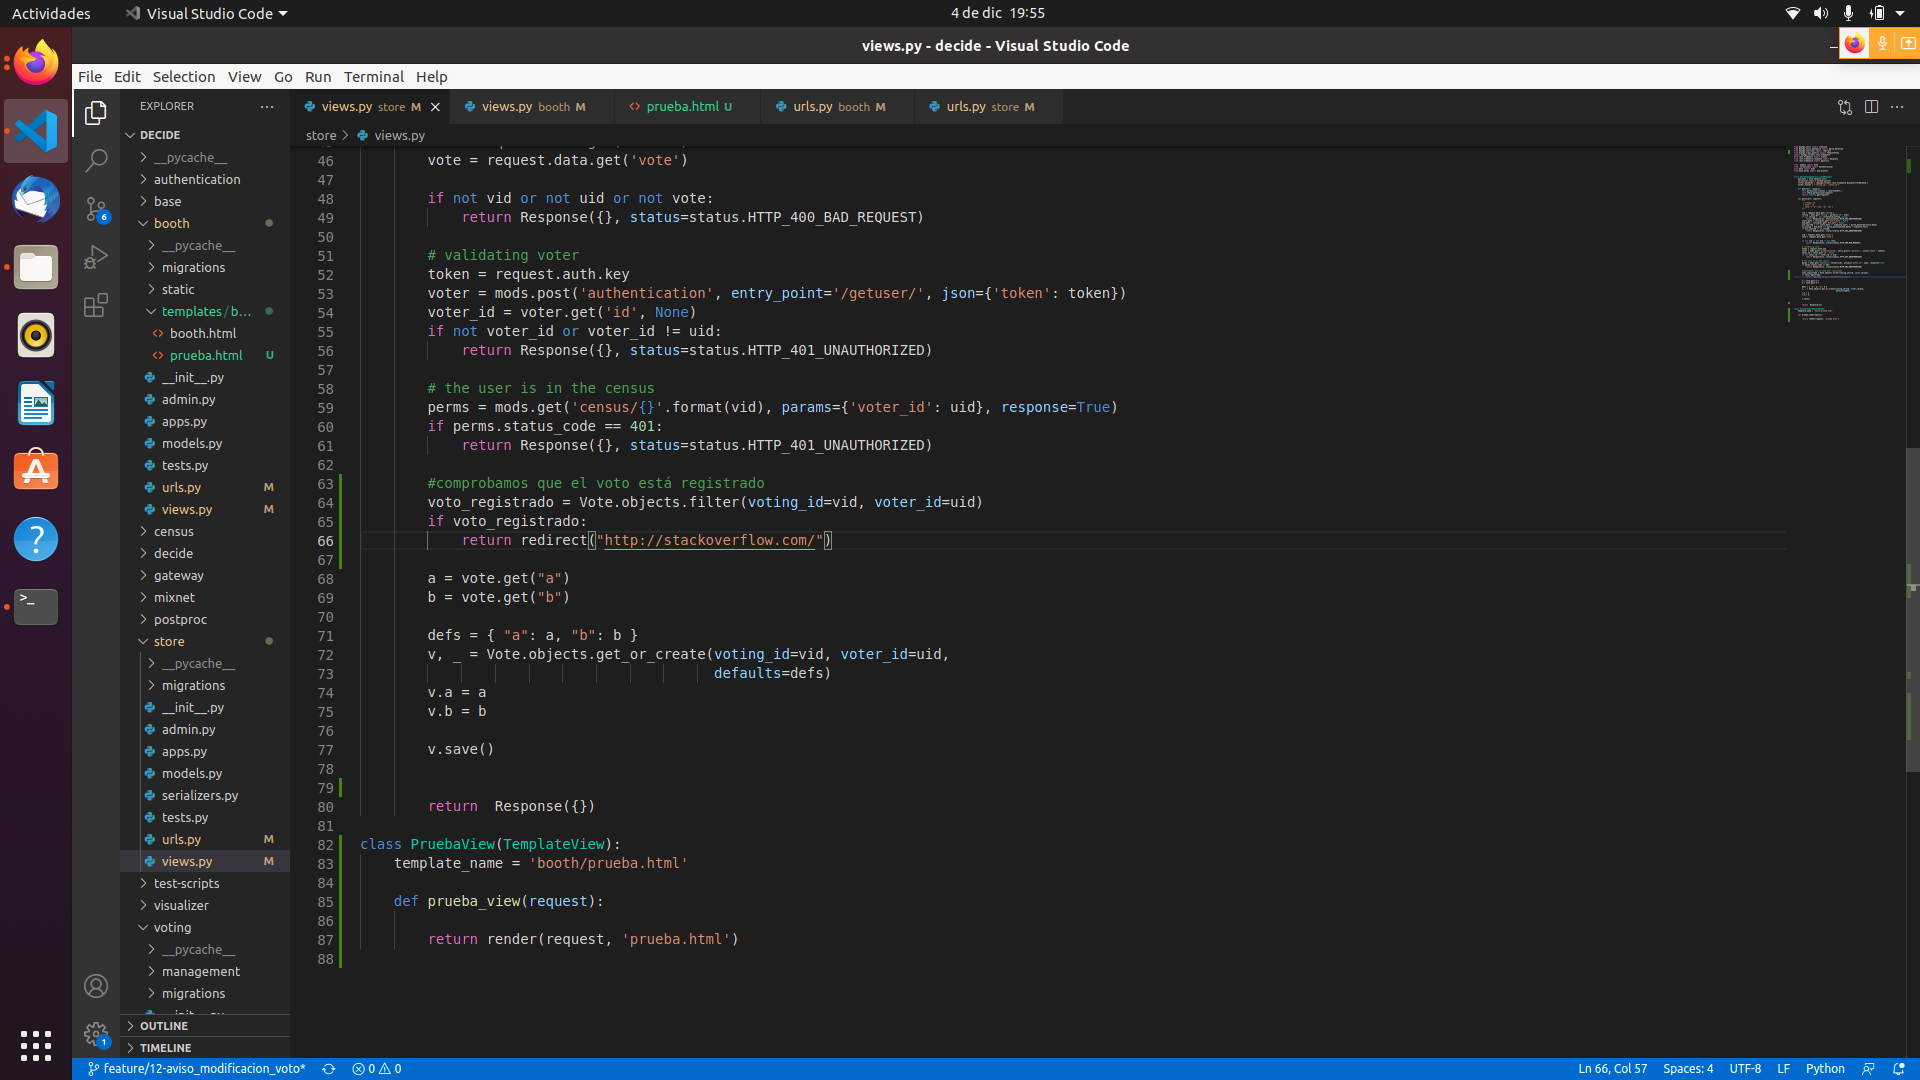 Actividades
Visual Studio Code
4 de dic 19:55
views.py - decide - Visual Studio Code
File Edit Selection View Go Run Terminal Help
EXPLORER
views.py store M
views.py booth M
prueba.html U
urls.py booth M
urls.py store M
store > views.py
DECIDE
__pycache__
authentication
base
booth
__pycache__
migrations
static
templates/b...
booth.html
prueba.html U
__init__.py
admin.py
apps.py
models.py
tests.py
urls.py M
views.py M
census
decide
gateway
mixnet
postproc
store
__pycache__
migrations
__init__.py
admin.py
apps.py
models.py
serializers.py
tests.py
urls.py M
views.py M
test-scripts
visualizer
voting
__pycache__
management
migrations
OUTLINE
TIMELINE
46 vote = request.data.get('vote')
47
48 if not vid or not uid or not vote:
49 return Response({}, status=status.HTTP_400_BAD_REQUEST)
50
51 # validating voter
52 token = request.auth.key
53 voter = mods.post('authentication', entry_point='/getuser/', json={'token': token})
54 voter_id = voter.get('id', None)
55 if not voter_id or voter_id != uid:
56 return Response({}, status=status.HTTP_401_UNAUTHORIZED)
57
58 # the user is in the census
59 perms = mods.get('census/{}'.format(vid), params={'voter_id': uid}, response=True)
60 if perms.status_code == 401:
61 return Response({}, status=status.HTTP_401_UNAUTHORIZED)
62
63 #comprobamos que el voto está registrado
64 voto_registrado = Vote.objects.filter(voting_id=vid, voter_id=uid)
65 if voto_registrado:
66 return redirect("http://stackoverflow.com/")
67
68 a = vote.get("a")
69 b = vote.get("b")
70
71 defs = { "a": a, "b": b }
72 v, _ = Vote.objects.get_or_create(voting_id=vid, voter_id=uid,
73 defaults=defs)
74 v.a = a
75 v.b = b
76
77 v.save()
78
79
80 return  Response({})
81
82 class PruebaView(TemplateView):
83 template_name = 'booth/prueba.html'
84
85 def prueba_view(request):
86
87 return render(request, 'prueba.html')
88
6
1
feature/12-aviso_modificacion_voto*
0 0
Ln 66, Col 57
Spaces: 4
UTF-8
LF
Python